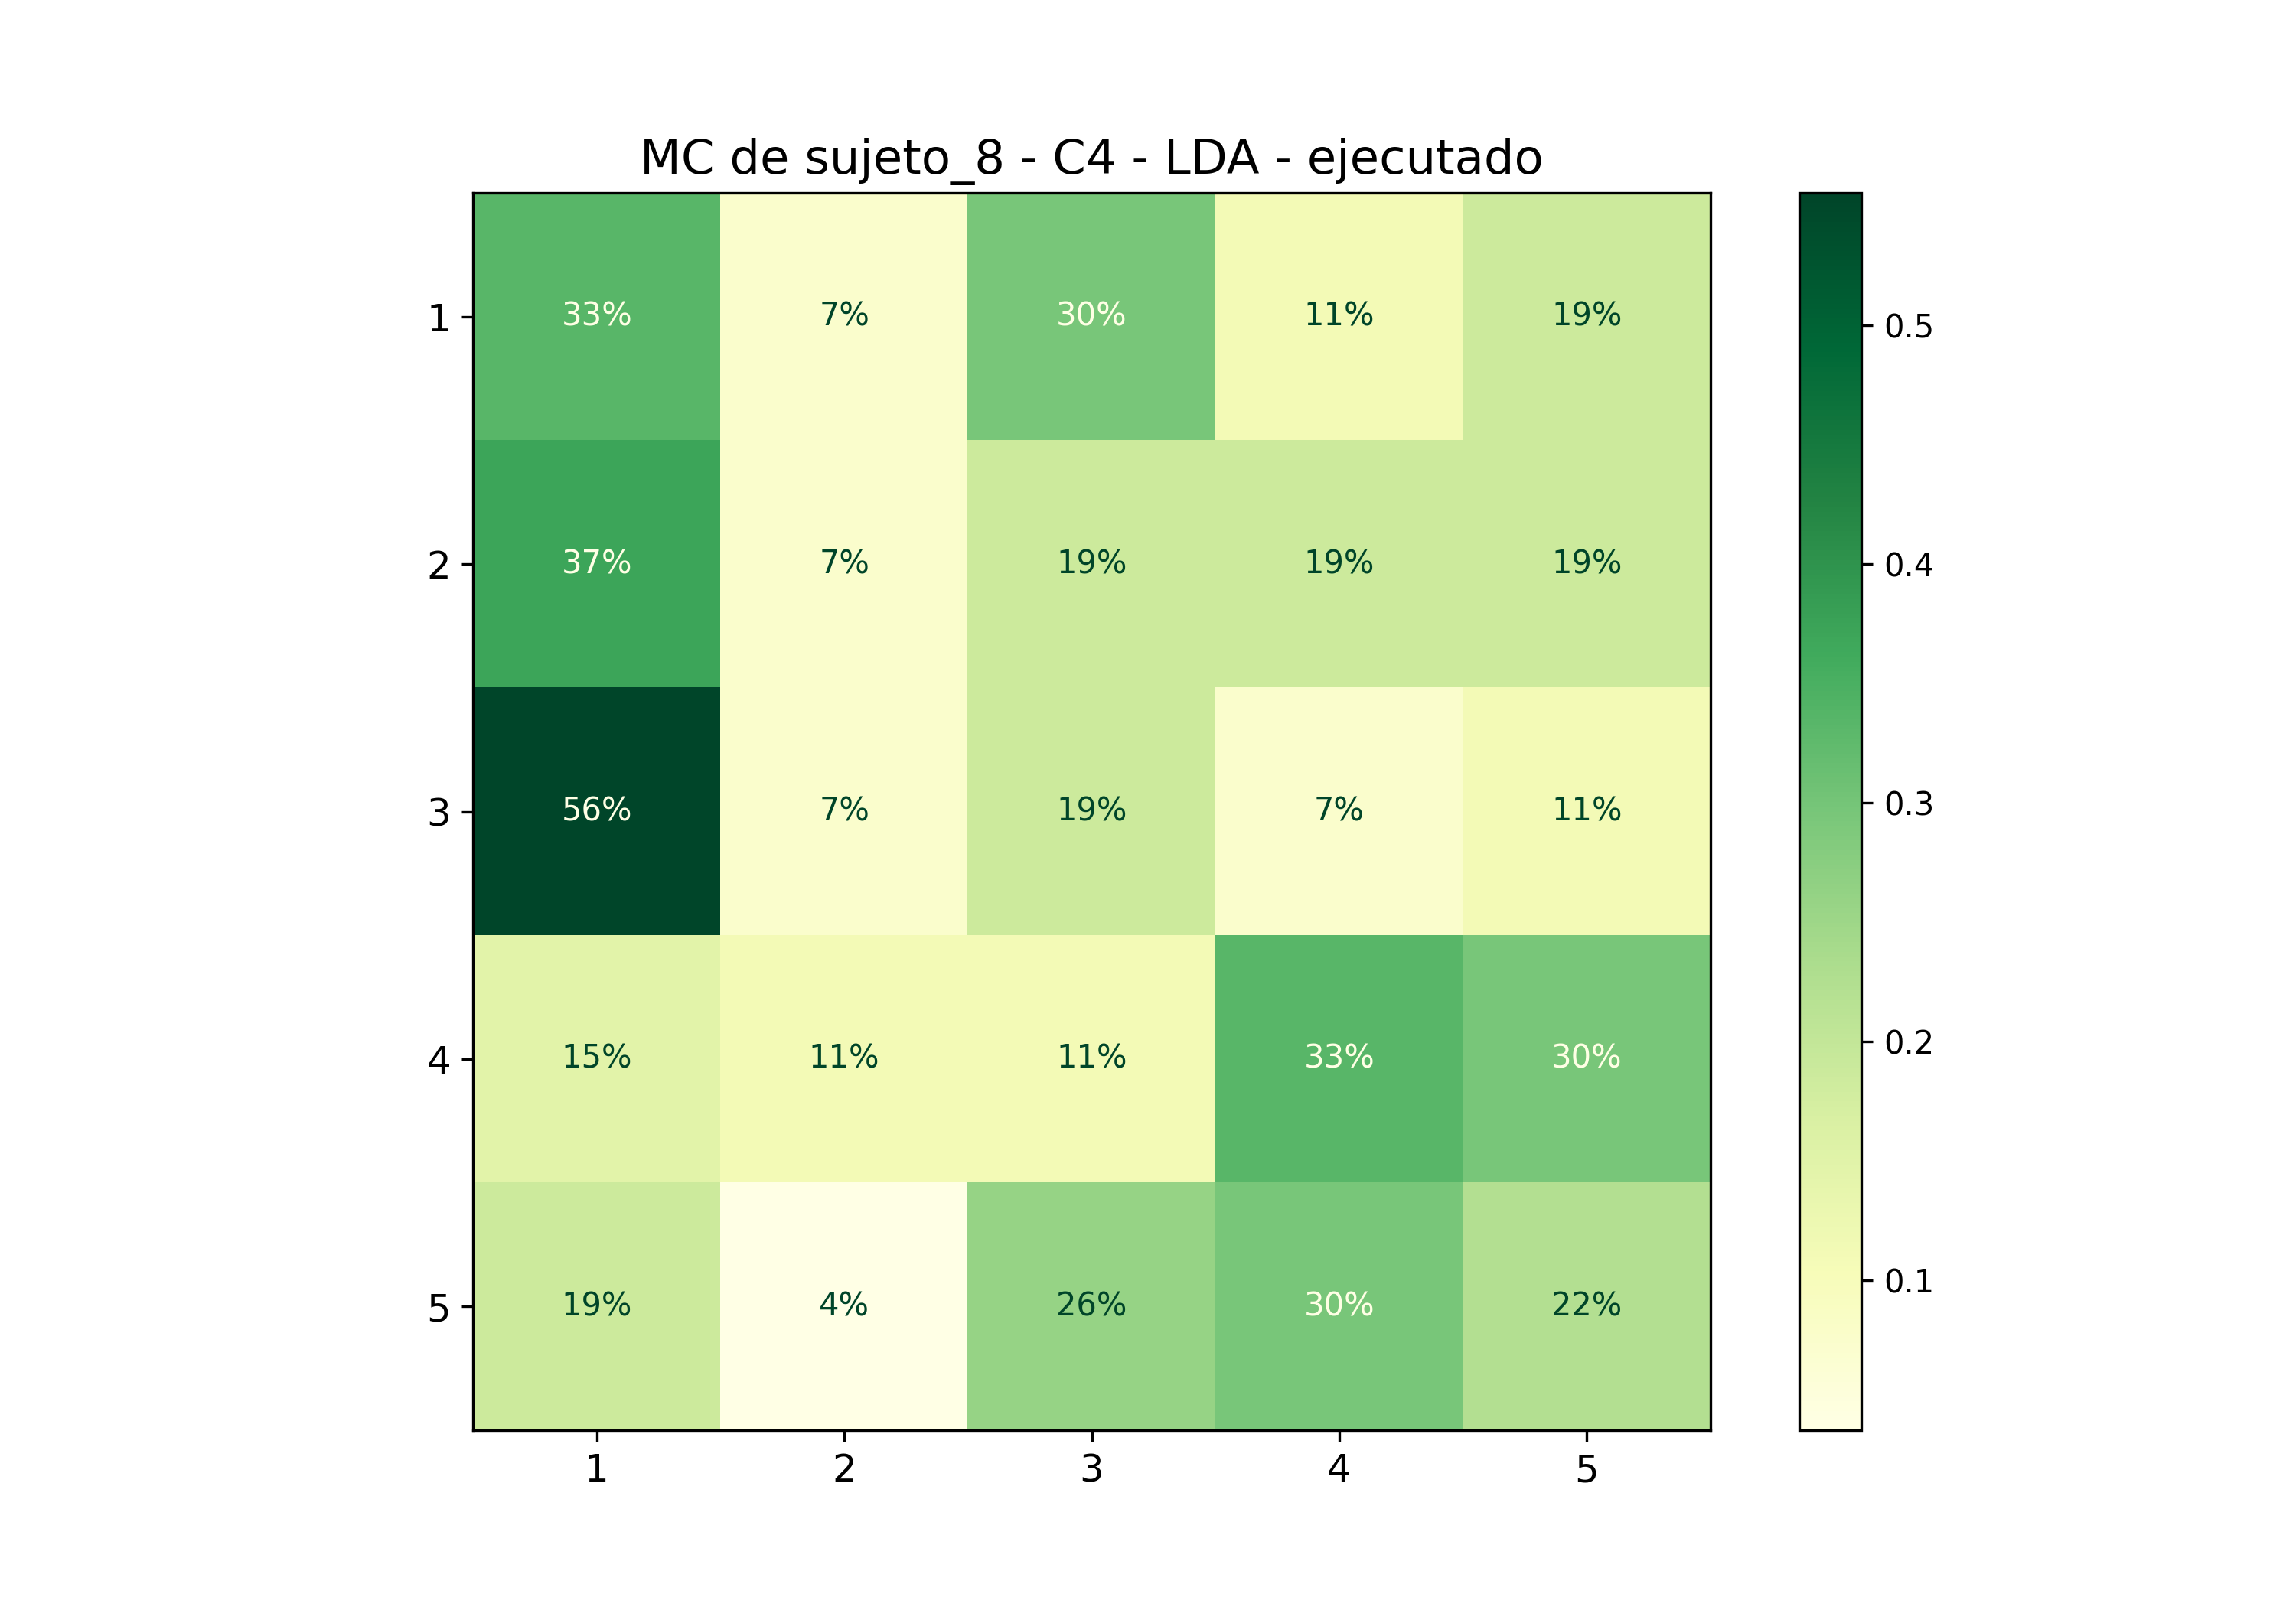 MC de sujeto_8 - C4 - LDA - ejecutado
1 33% 7% 30% 11% 19%
2 37% 7% 19% 19% 19%
3 56% 7% 19% 7% 11%
4 15% 11% 11% 33% 30%
5 19% 4% 26% 30% 22%
1 2 3 4 5
0.5
0.4
0.3
0.2
0.1